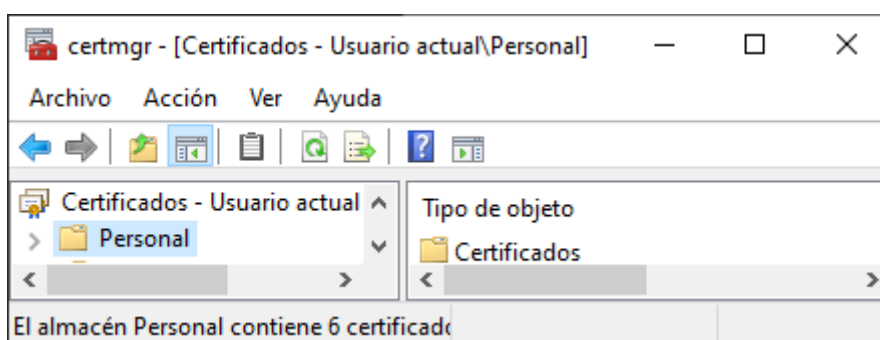 certmgr - [Certificados - Usuario actual\Personal]
Archivo Acción Ver Ayuda
Certificados - Usuario actual
Personal
Tipo de objeto
Certificados
El almacén Personal contiene 6 certificad